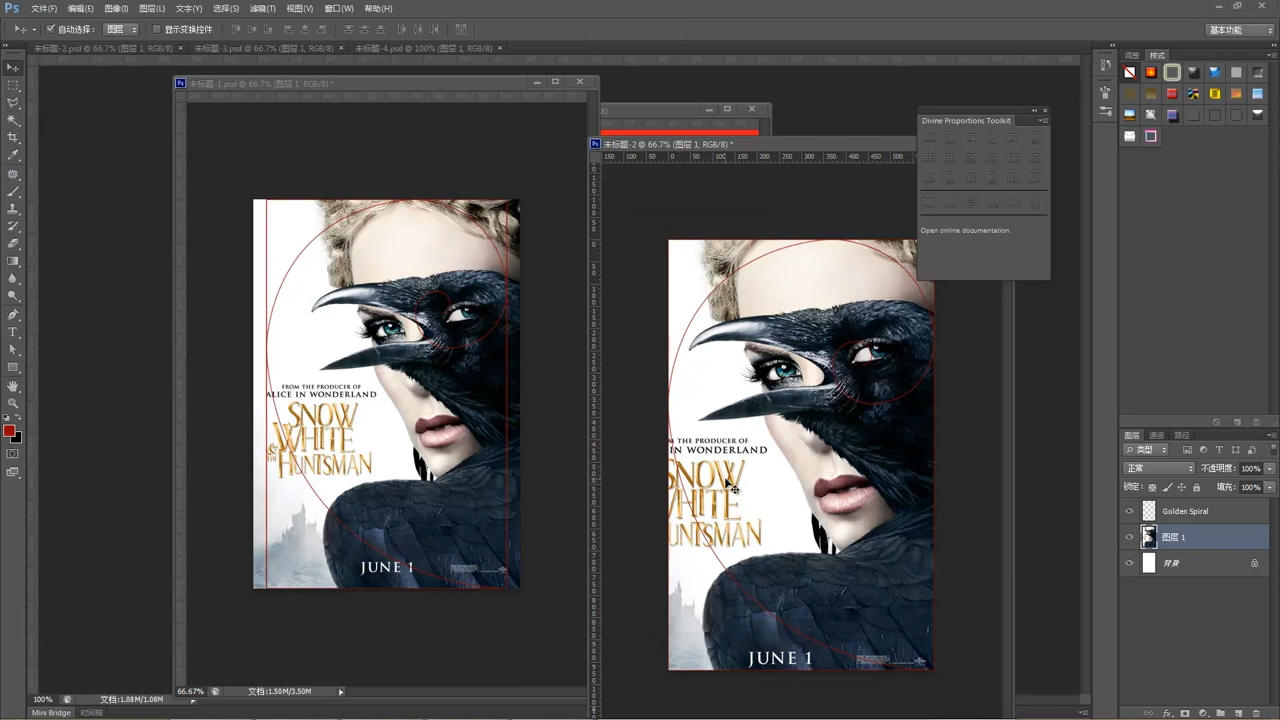 Ps 文件(F) 编辑(E) 图像(I) 图层(L) 文字(Y) 选择(S) 滤镜(T) 视图(V) 窗口(W) 帮助(H)
自动选择: 图层 显示变换控件 基本功能
未标题-2.psd @ 66.7% (图层 1, RGB/8) × 未标题-3.psd @ 66.7% (图层 1, RGB/8) × 未标题-4.psd @ 100% (图层 1, RGB/8) ×
未标题-1.psd @ 66.7% (图层 1, RGB/8) *
未标题-2 @ 66.7% (图层 1, RGB/8) *
150 100 50 0 50 100 150 200 250 300 350 400 450 500
FROM THE PRODUCER OF
ALICE IN WONDERLAND
SNOW
WHITE
& THE HUNTSMAN
JUNE 1
M THE PRODUCER OF
IN WONDERLAND
SNOW
WHITE
HUNTSMAN
JUNE 1
66.67% 文档:1.50M/3.50M
100% 文档:1.08M/1.08M
Mini Bridge 时间轴
Divine Proportions Toolkit
Open online documentation.
调整 样式
图层 通道 路径
类型
正常 不透明度: 100%
锁定: 填充: 100%
Golden Spiral
图层 1
背景
fx